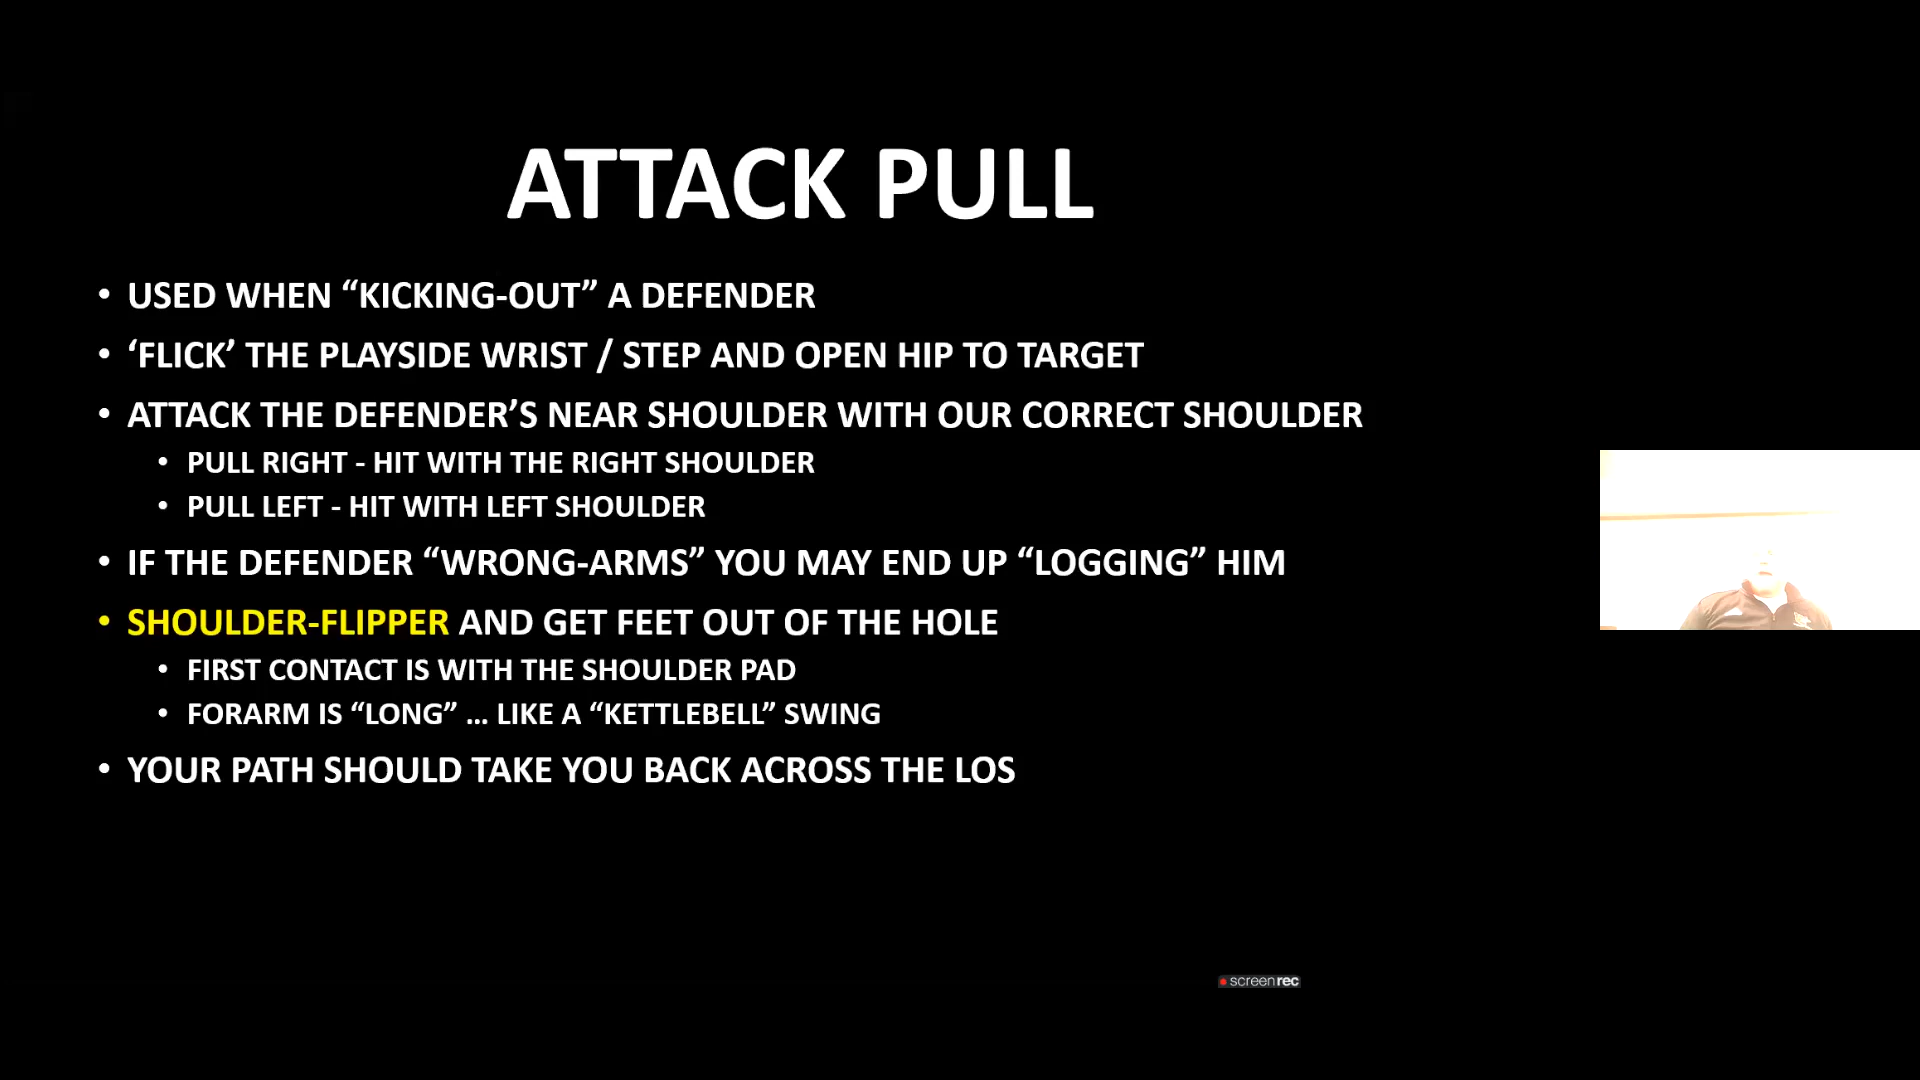 ATTACK PULL
• USED WHEN “KICKING-OUT” A DEFENDER
• ‘FLICK’ THE PLAYSIDE WRIST / STEP AND OPEN HIP TO TARGET
• ATTACK THE DEFENDER’S NEAR SHOULDER WITH OUR CORRECT SHOULDER
• PULL RIGHT - HIT WITH THE RIGHT SHOULDER
• PULL LEFT - HIT WITH LEFT SHOULDER
• IF THE DEFENDER “WRONG-ARMS” YOU MAY END UP “LOGGING” HIM
• SHOULDER-FLIPPER AND GET FEET OUT OF THE HOLE
• FIRST CONTACT IS WITH THE SHOULDER PAD
• FORARM IS “LONG” ... LIKE A “KETTLEBELL” SWING
• YOUR PATH SHOULD TAKE YOU BACK ACROSS THE LOS
screenrec